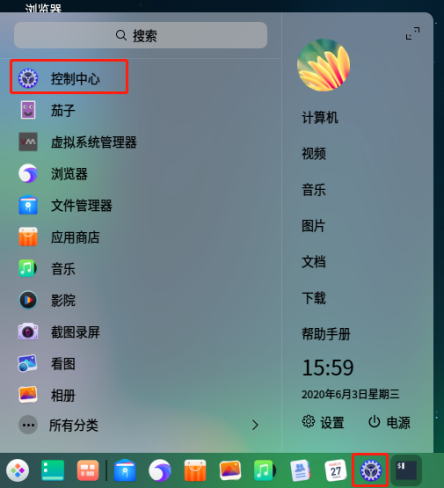 浏览器
搜索
控制中心
茄子
虚拟系统管理器
浏览器
文件管理器
应用商店
音乐
影院
截图录屏
看图
相册
所有分类
计算机
视频
音乐
图片
文档
下载
帮助手册
15:59
2020年6月3日星期三
设置
电源
27